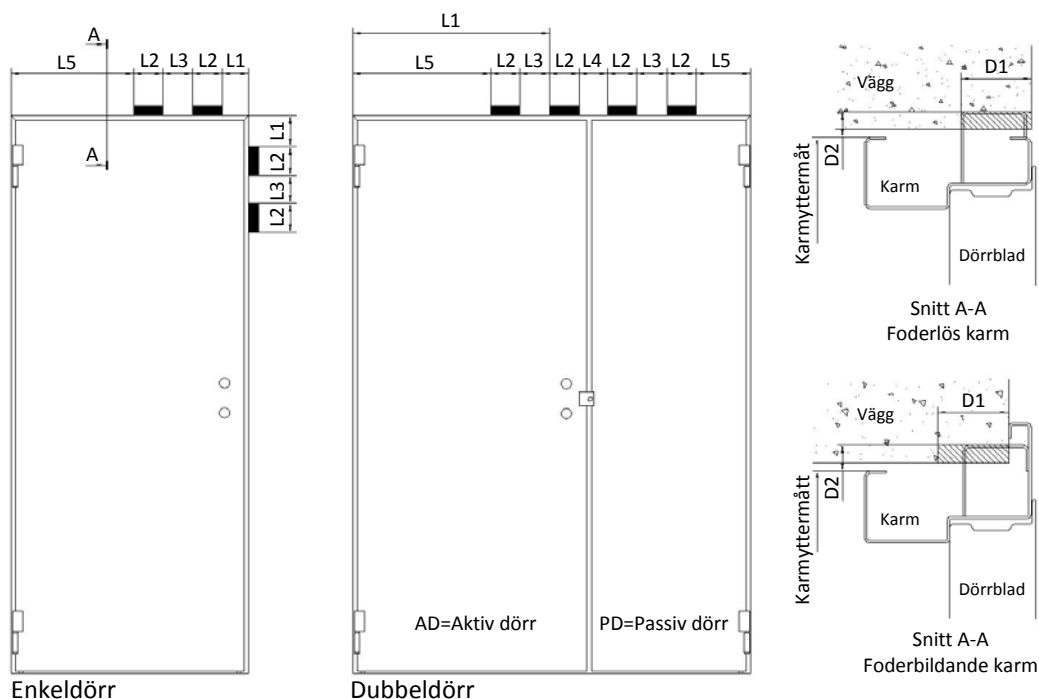 A
A
L5
L2
L3
L2
L1
L1
L2
L3
L2
Enkeldörr
L1
L5
L2
L3
L2
L4
L2
L3
L2
L5
AD=Aktiv dörr
PD=Passiv dörr
Dubbeldörr
D1
Vägg
D2
Karmyttermåt
Karm
Dörrblad
Snitt A-A
Foderlös karm
D1
Vägg
D2
Karmyttermått
Karm
Dörrblad
Snitt A-A
Foderbildande karm